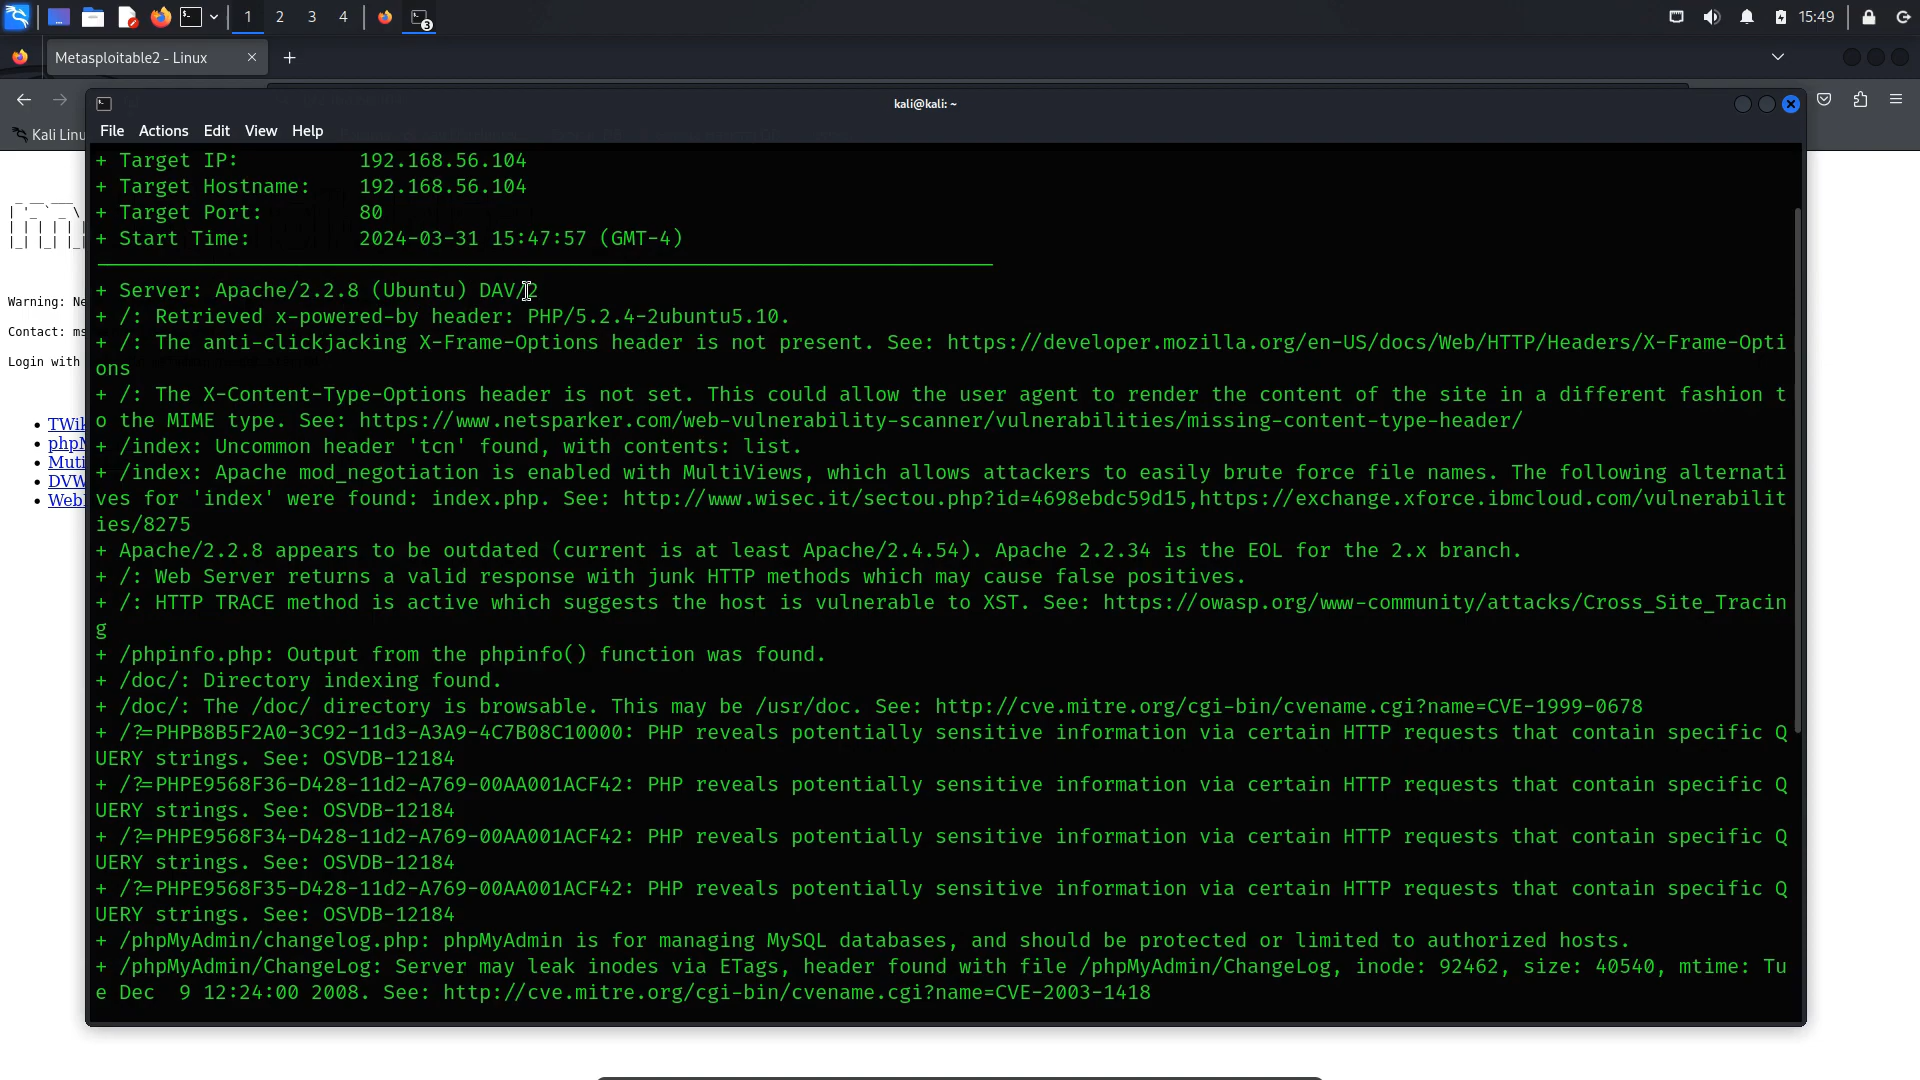 1 2 3 4 3 15:49
Metasploitable2 - Linux
kali@kali: ~
File Actions Edit View Help
Kali Linu
+ Target IP: 192.168.56.104
+ Target Hostname: 192.168.56.104
+ Target Port: 80
+ Start Time: 2024-03-31 15:47:57 (GMT-4)
+ Server: Apache/2.2.8 (Ubuntu) DAV/2
+ /: Retrieved x-powered-by header: PHP/5.2.4-2ubuntu5.10.
+ /: The anti-clickjacking X-Frame-Options header is not present. See: https://developer.mozilla.org/en-US/docs/Web/HTTP/Headers/X-Frame-Opti
ons
+ /: The X-Content-Type-Options header is not set. This could allow the user agent to render the content of the site in a different fashion t
o the MIME type. See: https://www.netsparker.com/web-vulnerability-scanner/vulnerabilities/missing-content-type-header/
+ /index: Uncommon header 'tcn' found, with contents: list.
+ /index: Apache mod_negotiation is enabled with MultiViews, which allows attackers to easily brute force file names. The following alternati
ves for 'index' were found: index.php. See: http://www.wisec.it/sectou.php?id=4698ebdc59d15,https://exchange.xforce.ibmcloud.com/vulnerabilit
ies/8275
+ Apache/2.2.8 appears to be outdated (current is at least Apache/2.4.54). Apache 2.2.34 is the EOL for the 2.x branch.
+ /: Web Server returns a valid response with junk HTTP methods which may cause false positives.
+ /: HTTP TRACE method is active which suggests the host is vulnerable to XST. See: https://owasp.org/www-community/attacks/Cross_Site_Tracin
g
+ /phpinfo.php: Output from the phpinfo() function was found.
+ /doc/: Directory indexing found.
+ /doc/: The /doc/ directory is browsable. This may be /usr/doc. See: http://cve.mitre.org/cgi-bin/cvename.cgi?name=CVE-1999-0678
+ /?=PHPB8B5F2A0-3C92-11d3-A3A9-4C7B08C10000: PHP reveals potentially sensitive information via certain HTTP requests that contain specific Q
UERY strings. See: OSVDB-12184
+ /?=PHPE9568F36-D428-11d2-A769-00AA001ACF42: PHP reveals potentially sensitive information via certain HTTP requests that contain specific Q
UERY strings. See: OSVDB-12184
+ /?=PHPE9568F34-D428-11d2-A769-00AA001ACF42: PHP reveals potentially sensitive information via certain HTTP requests that contain specific Q
UERY strings. See: OSVDB-12184
+ /?=PHPE9568F35-D428-11d2-A769-00AA001ACF42: PHP reveals potentially sensitive information via certain HTTP requests that contain specific Q
UERY strings. See: OSVDB-12184
+ /phpMyAdmin/changelog.php: phpMyAdmin is for managing MySQL databases, and should be protected or limited to authorized hosts.
+ /phpMyAdmin/ChangeLog: Server may leak inodes via ETags, header found with file /phpMyAdmin/ChangeLog, inode: 92462, size: 40540, mtime: Tu
e Dec  9 12:24:00 2008. See: http://cve.mitre.org/cgi-bin/cvename.cgi?name=CVE-2003-1418
Warning: Ne
Contact: ms
Login with
TWik
phpM
Muti
DVW
Web